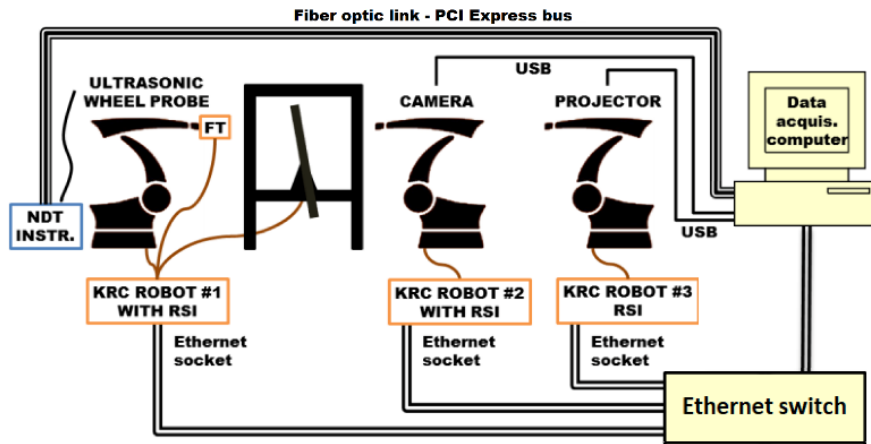 Fiber optic link - PCI Express bus
ULTRASONIC
WHEEL PROBE
FT
CAMERA
USB
PROJECTOR
Data
acquis.
computer
NDT
INSTR.
USB
KRC ROBOT #1
WITH RSI
KRC ROBOT #2
WITH RSI
KRC ROBOT #3
RSI
Ethernet
socket
Ethernet
socket
Ethernet
socket
Ethernet switch